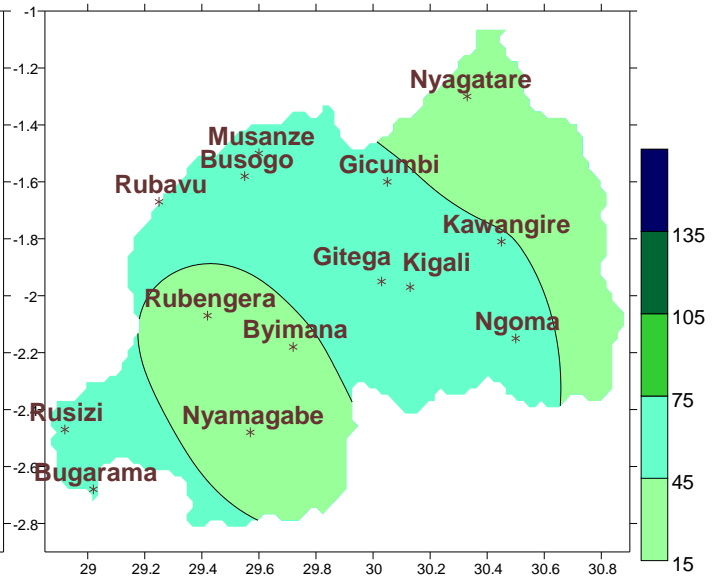 -1
-1.2
-1.4
-1.6
-1.8
-2
-2.2
-2.4
-2.6
-2.8
Nyagatare
Musanze
Busogo
Gicumbi
Rubavu
Kawangire
Gitega
Kigali
Rubengera
Byimana
Ngoma
Rusizi
Nyamagabe
Bugarama
29
29.2
29.4
29.6
29.8
30
30.2
30.4
30.6
30.8
135
105
75
45
15